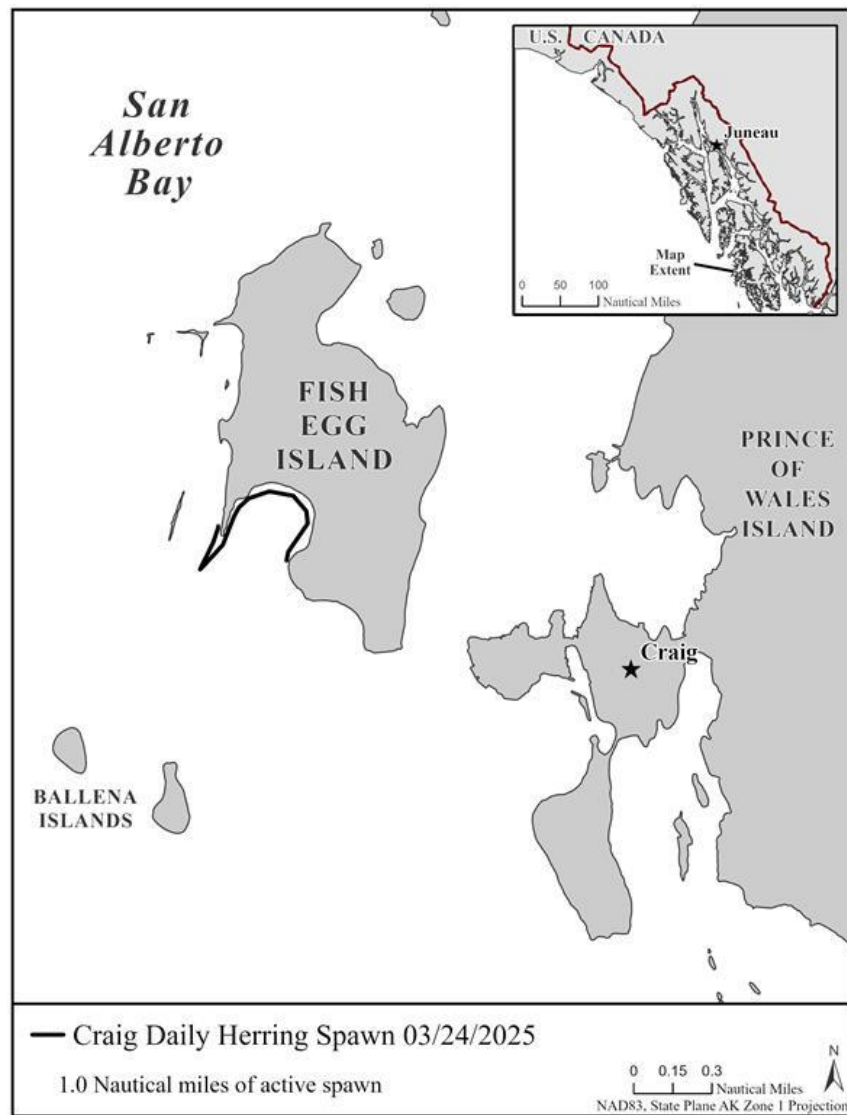 San
Alberto
Bay
U.S. CANADA
Juneau
Map
Extent
0 50 100
Nautical Miles
FISH
EGG
ISLAND
PRINCE
OF
WALES
ISLAND
Craig
BALLENA
ISLANDS
Craig Daily Herring Spawn 03/24/2025
1.0 Nautical miles of active spawn
N
0 0.15 0.3
Nautical Miles
NAD83, State Plane AK Zone 1 Projection